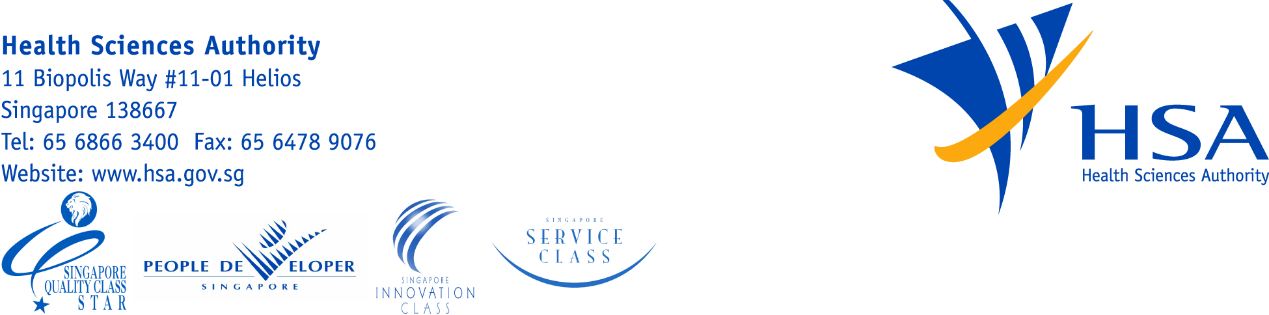 Health Sciences Authority
11 Biopolis Way #11-01 Helios
Singapore 138667
Tel: 65 6866 3400 Fax: 65 6478 9076
Website: www.hsa.gov.sg
HSA
Health Sciences Authority
SINGAPORE
QUALITY CLASS
STAR
PEOPLE DE ELOPER
SINGAPORE
SINGAPORE
INNOVATION
CLASS
SINGAPORE
SERVICE
CLASS